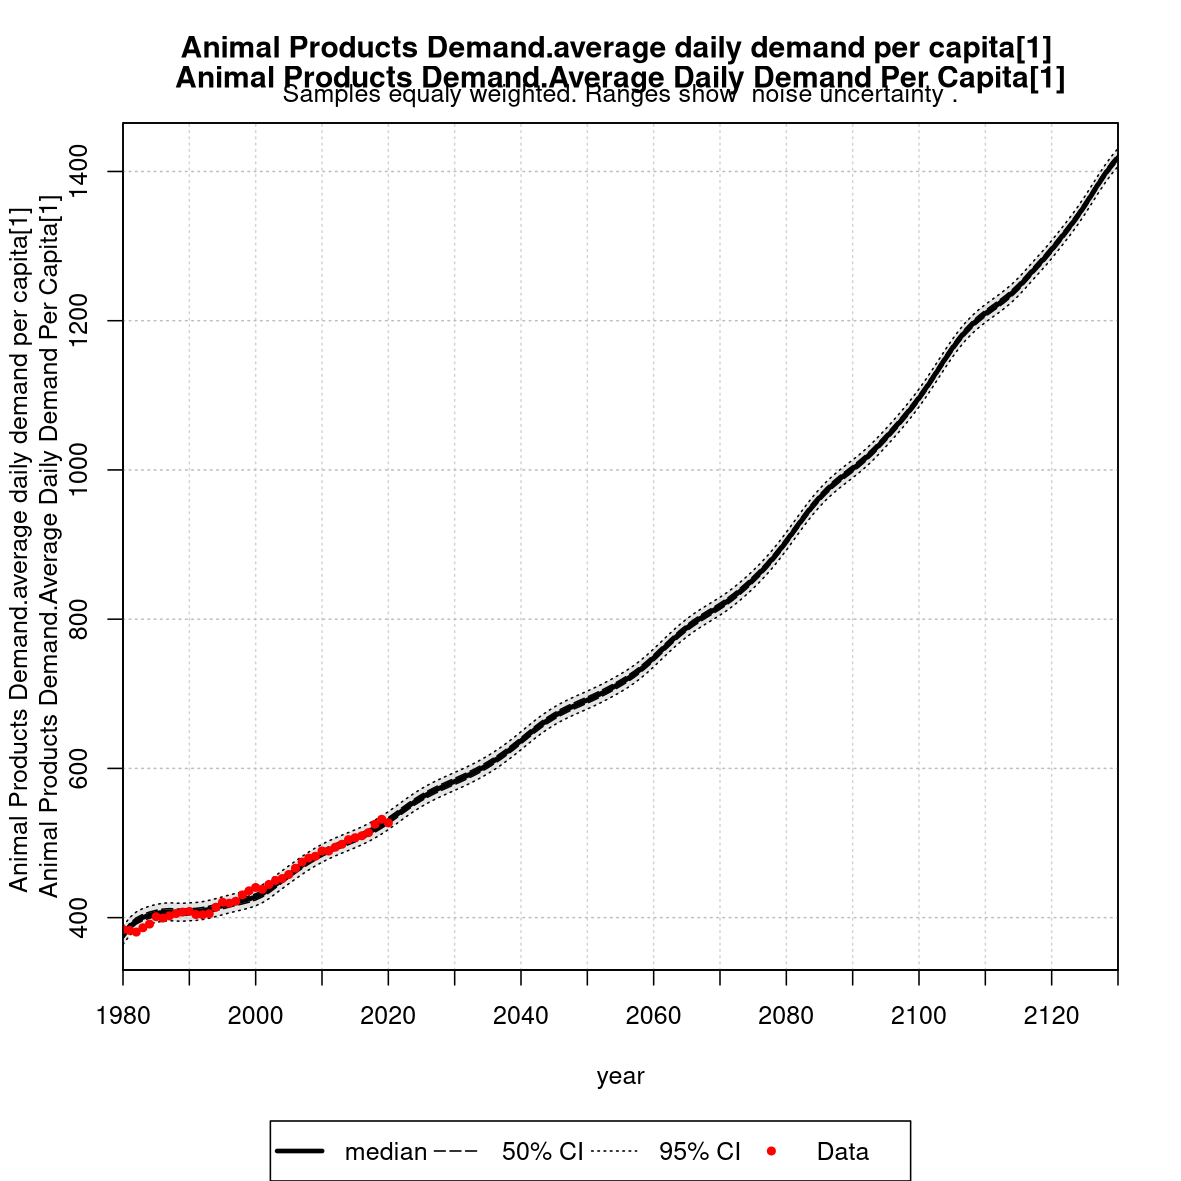 Animal Products Demand.average daily demand per capita[1]
Animal Products Demand.Average Daily Demand Per Capita[1]
Samples equaly weighted. Ranges show  noise uncertainty .
Animal Products Demand.average daily demand per capita[1]
Animal Products Demand.Average Daily Demand Per Capita[1]
1400
1200
1000
800
600
400
1980 2000 2020 2040 2060 2080 2100 2120
year
median 50% CI 95% CI Data